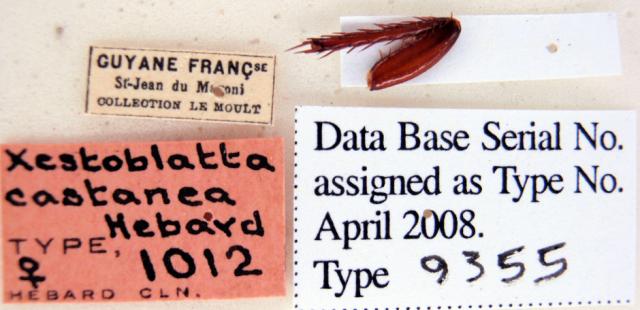 GUYANE FRANÇSE
St-Jean du Maroni
COLLECTION LE MOULT
Xestoblatta
castanea
Hebard
TYPE,
♀ 1012
HEBARD CLN.
Data Base Serial No.
assigned as Type No.
April 2008.
Type 9355